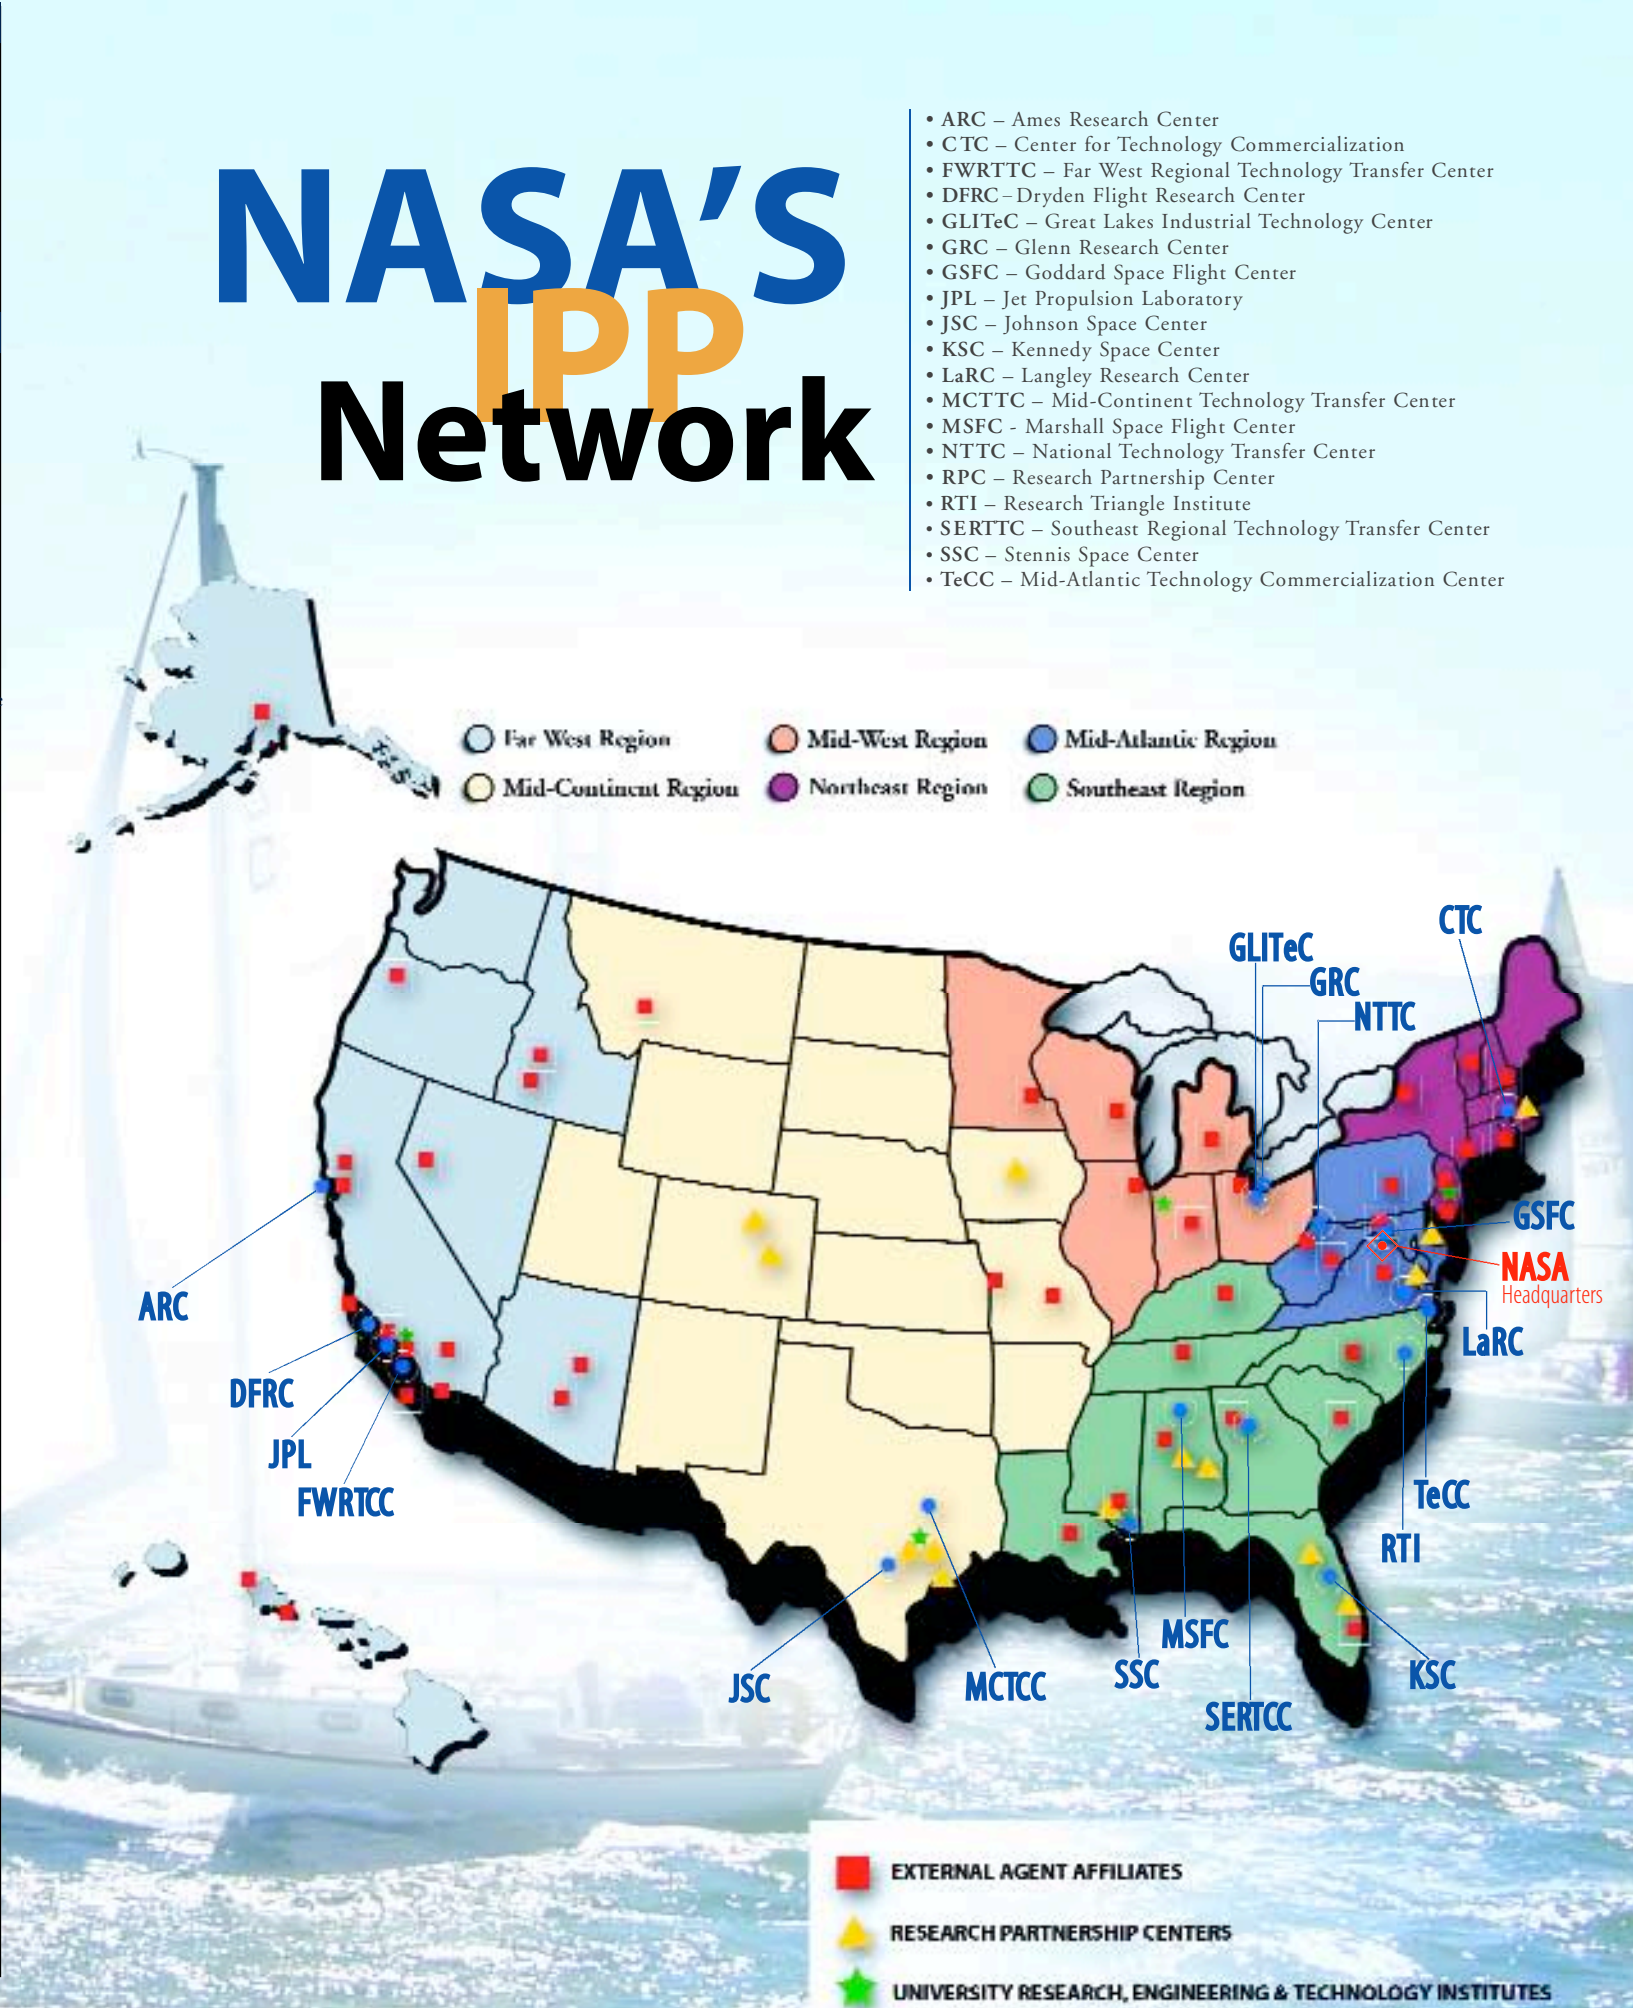 NASA'S
IPP
Network
• ARC – Ames Research Center
• CTC – Center for Technology Commercialization
• FWRTTC – Far West Regional Technology Transfer Center
• DFRC – Dryden Flight Research Center
• GLITeC – Great Lakes Industrial Technology Center
• GRC – Glenn Research Center
• GSFC – Goddard Space Flight Center
• JPL – Jet Propulsion Laboratory
• JSC – Johnson Space Center
• KSC – Kennedy Space Center
• LaRC – Langley Research Center
• MCTTC – Mid-Continent Technology Transfer Center
• MSFC - Marshall Space Flight Center
• NTTC – National Technology Transfer Center
• RPC – Research Partnership Center
• RTI – Research Triangle Institute
• SERTTC – Southeast Regional Technology Transfer Center
• SSC – Stennis Space Center
• TeCC – Mid-Atlantic Technology Commercialization Center
Far West Region
Mid-West Region
Mid-Atlantic Region
Mid-Continent Region
Northeast Region
Southeast Region
CTC
GLITeC
GRC
NTTC
GSFC
NASA
Headquarters
ARC
LaRC
DFRC
JPL
FWRTCC
TeCC
RTI
MSFC
SSC
KSC
JSC
MCTCC
SERTCC
EXTERNAL AGENT AFFILIATES
RESEARCH PARTNERSHIP CENTERS
UNIVERSITY RESEARCH, ENGINEERING & TECHNOLOGY INSTITUTES